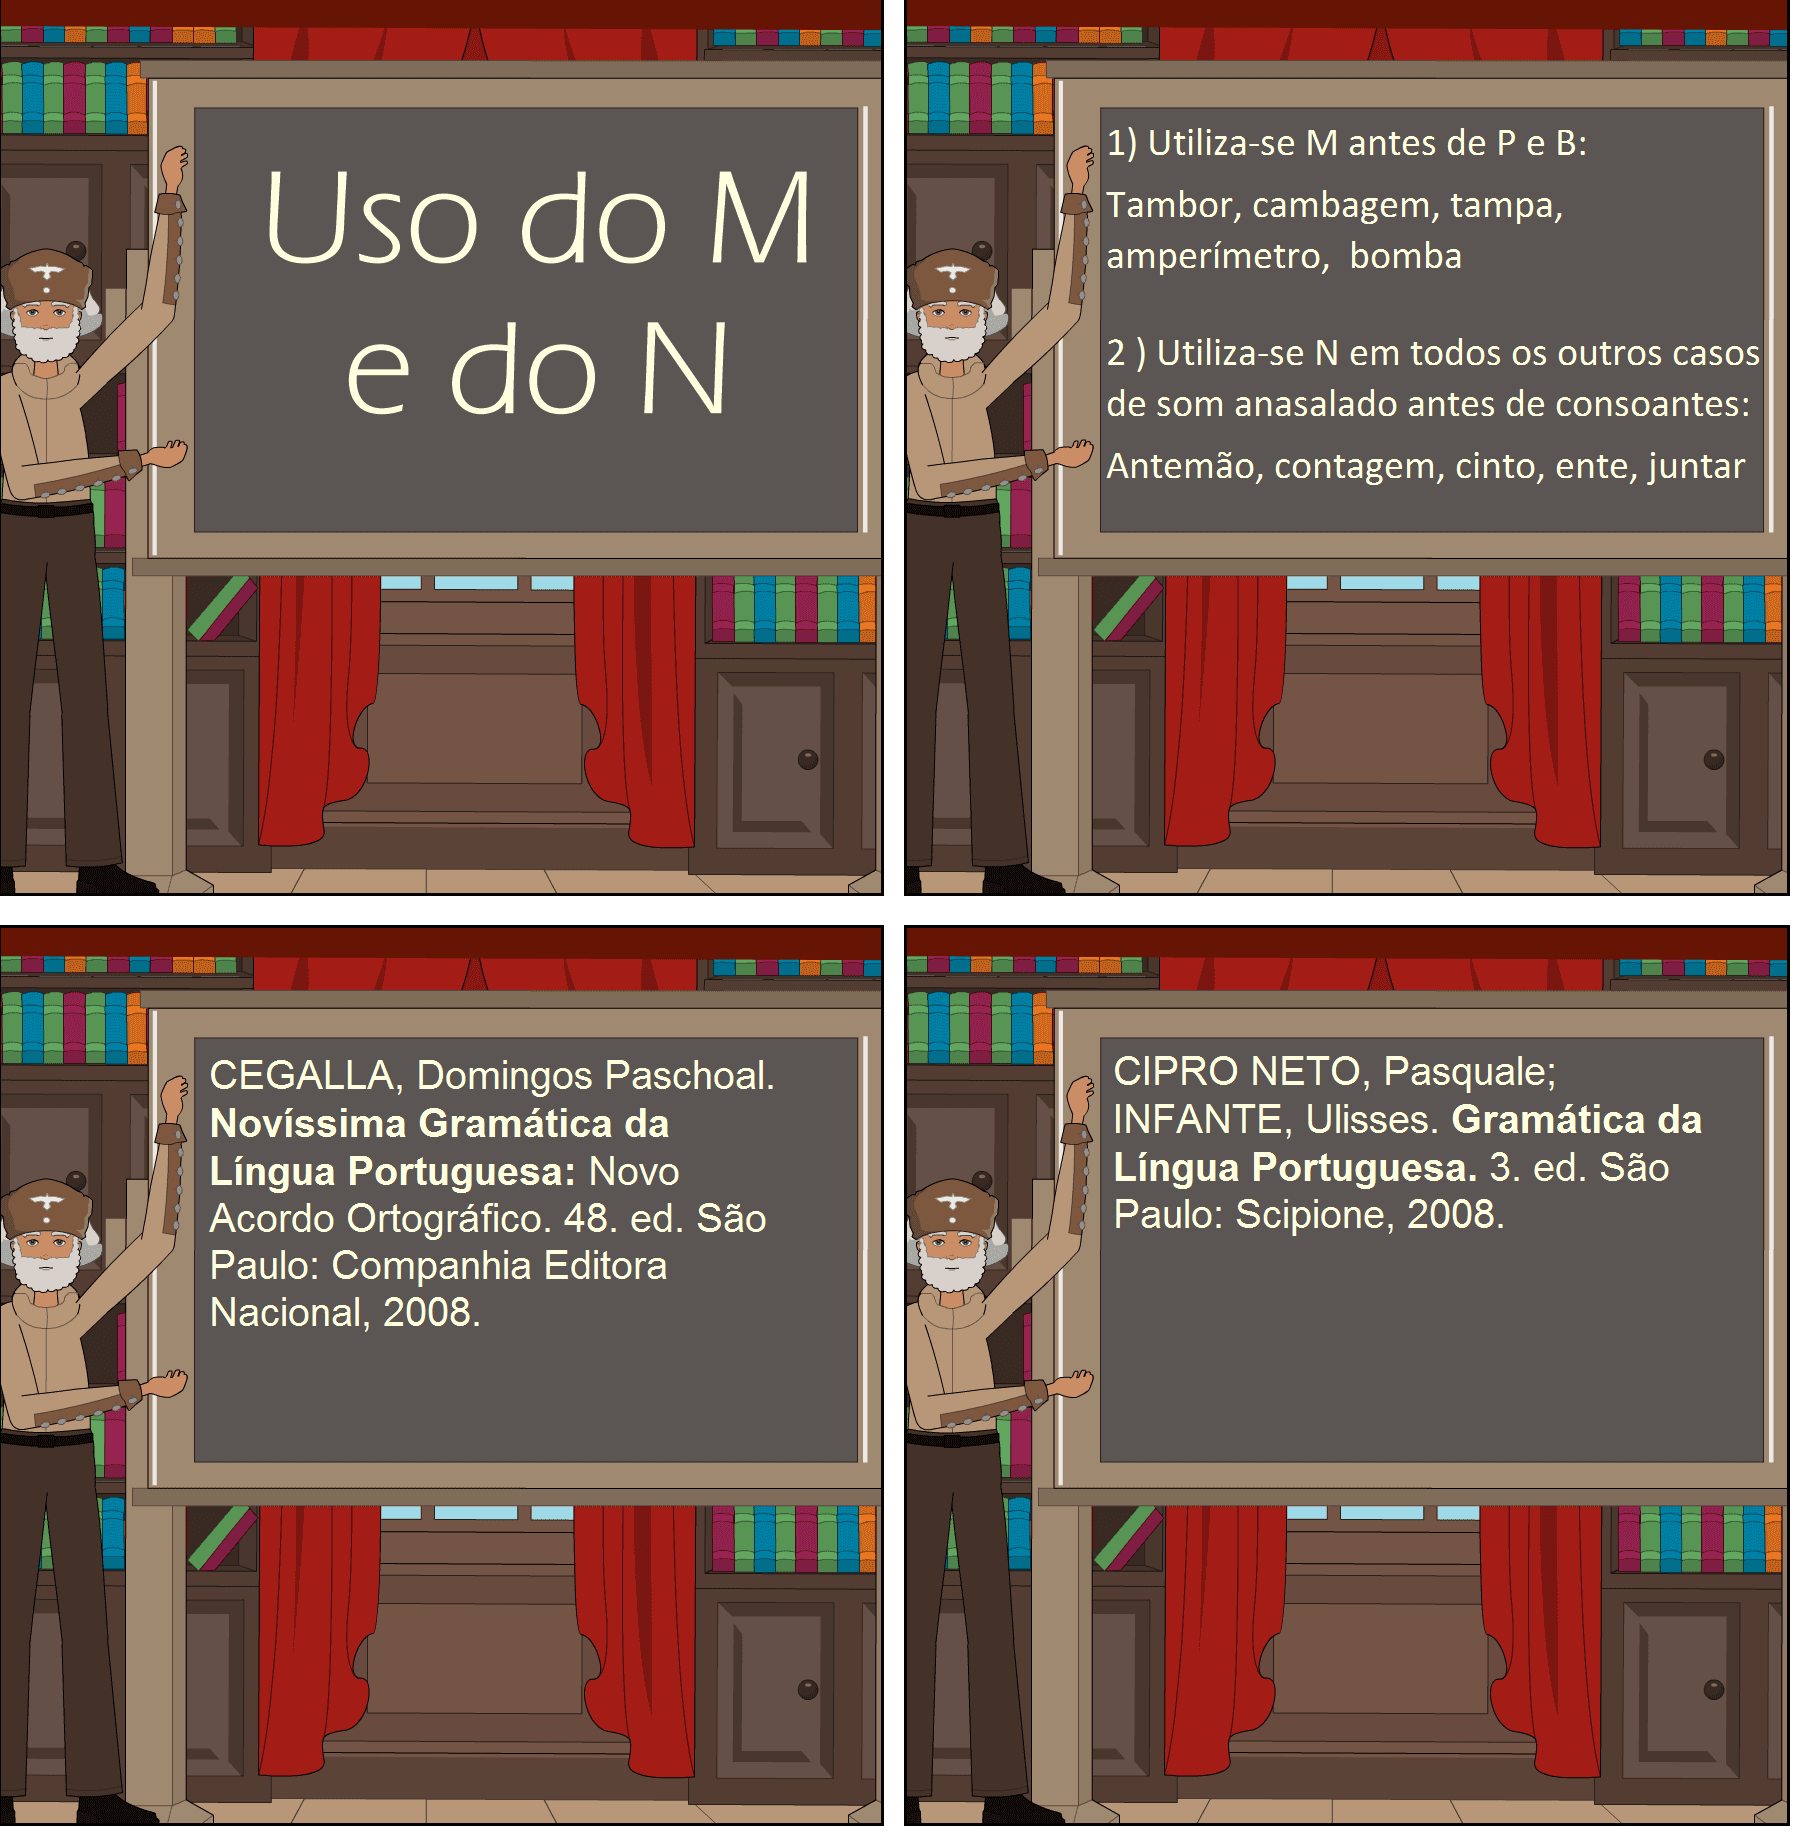 Uso do M
e do N
1) Utiliza-se M antes de P e B:
Tambor, cambagem, tampa,
amperímetro,  bomba
2 ) Utiliza-se N em todos os outros casos
de som anasalado antes de consoantes:
Antemão, contagem, cinto, ente, juntar
CEGALLA, Domingos Paschoal.
Novíssima Gramática da
Língua Portuguesa: Novo
Acordo Ortográfico. 48. ed. São
Paulo: Companhia Editora
Nacional, 2008.
CIPRO NETO, Pasquale;
INFANTE, Ulisses. Gramática da
Língua Portuguesa. 3. ed. São
Paulo: Scipione, 2008.